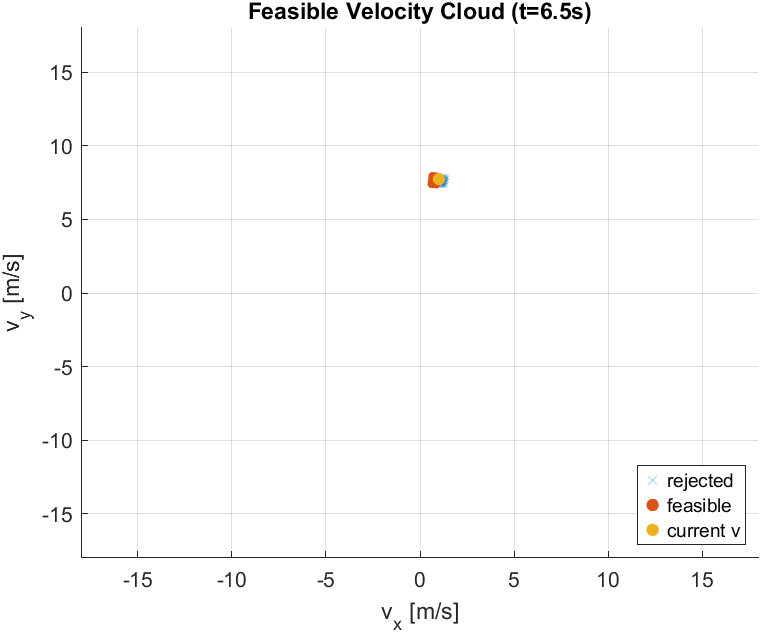 Feasible Velocity Cloud (t=6.5s)
15
10
5
0
-5
-10
-15
v_y [m/s]
-15 -10 -5 0 5 10 15
v_x [m/s]
rejected
feasible
current v